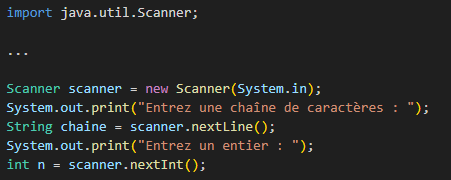 import java.util.Scanner;
...
Scanner scanner = new Scanner(System.in);
System.out.print("Entrez une chaîne de caractères : ");
String chaine = scanner.nextLine();
System.out.print("Entrez un entier : ");
int n = scanner.nextInt();